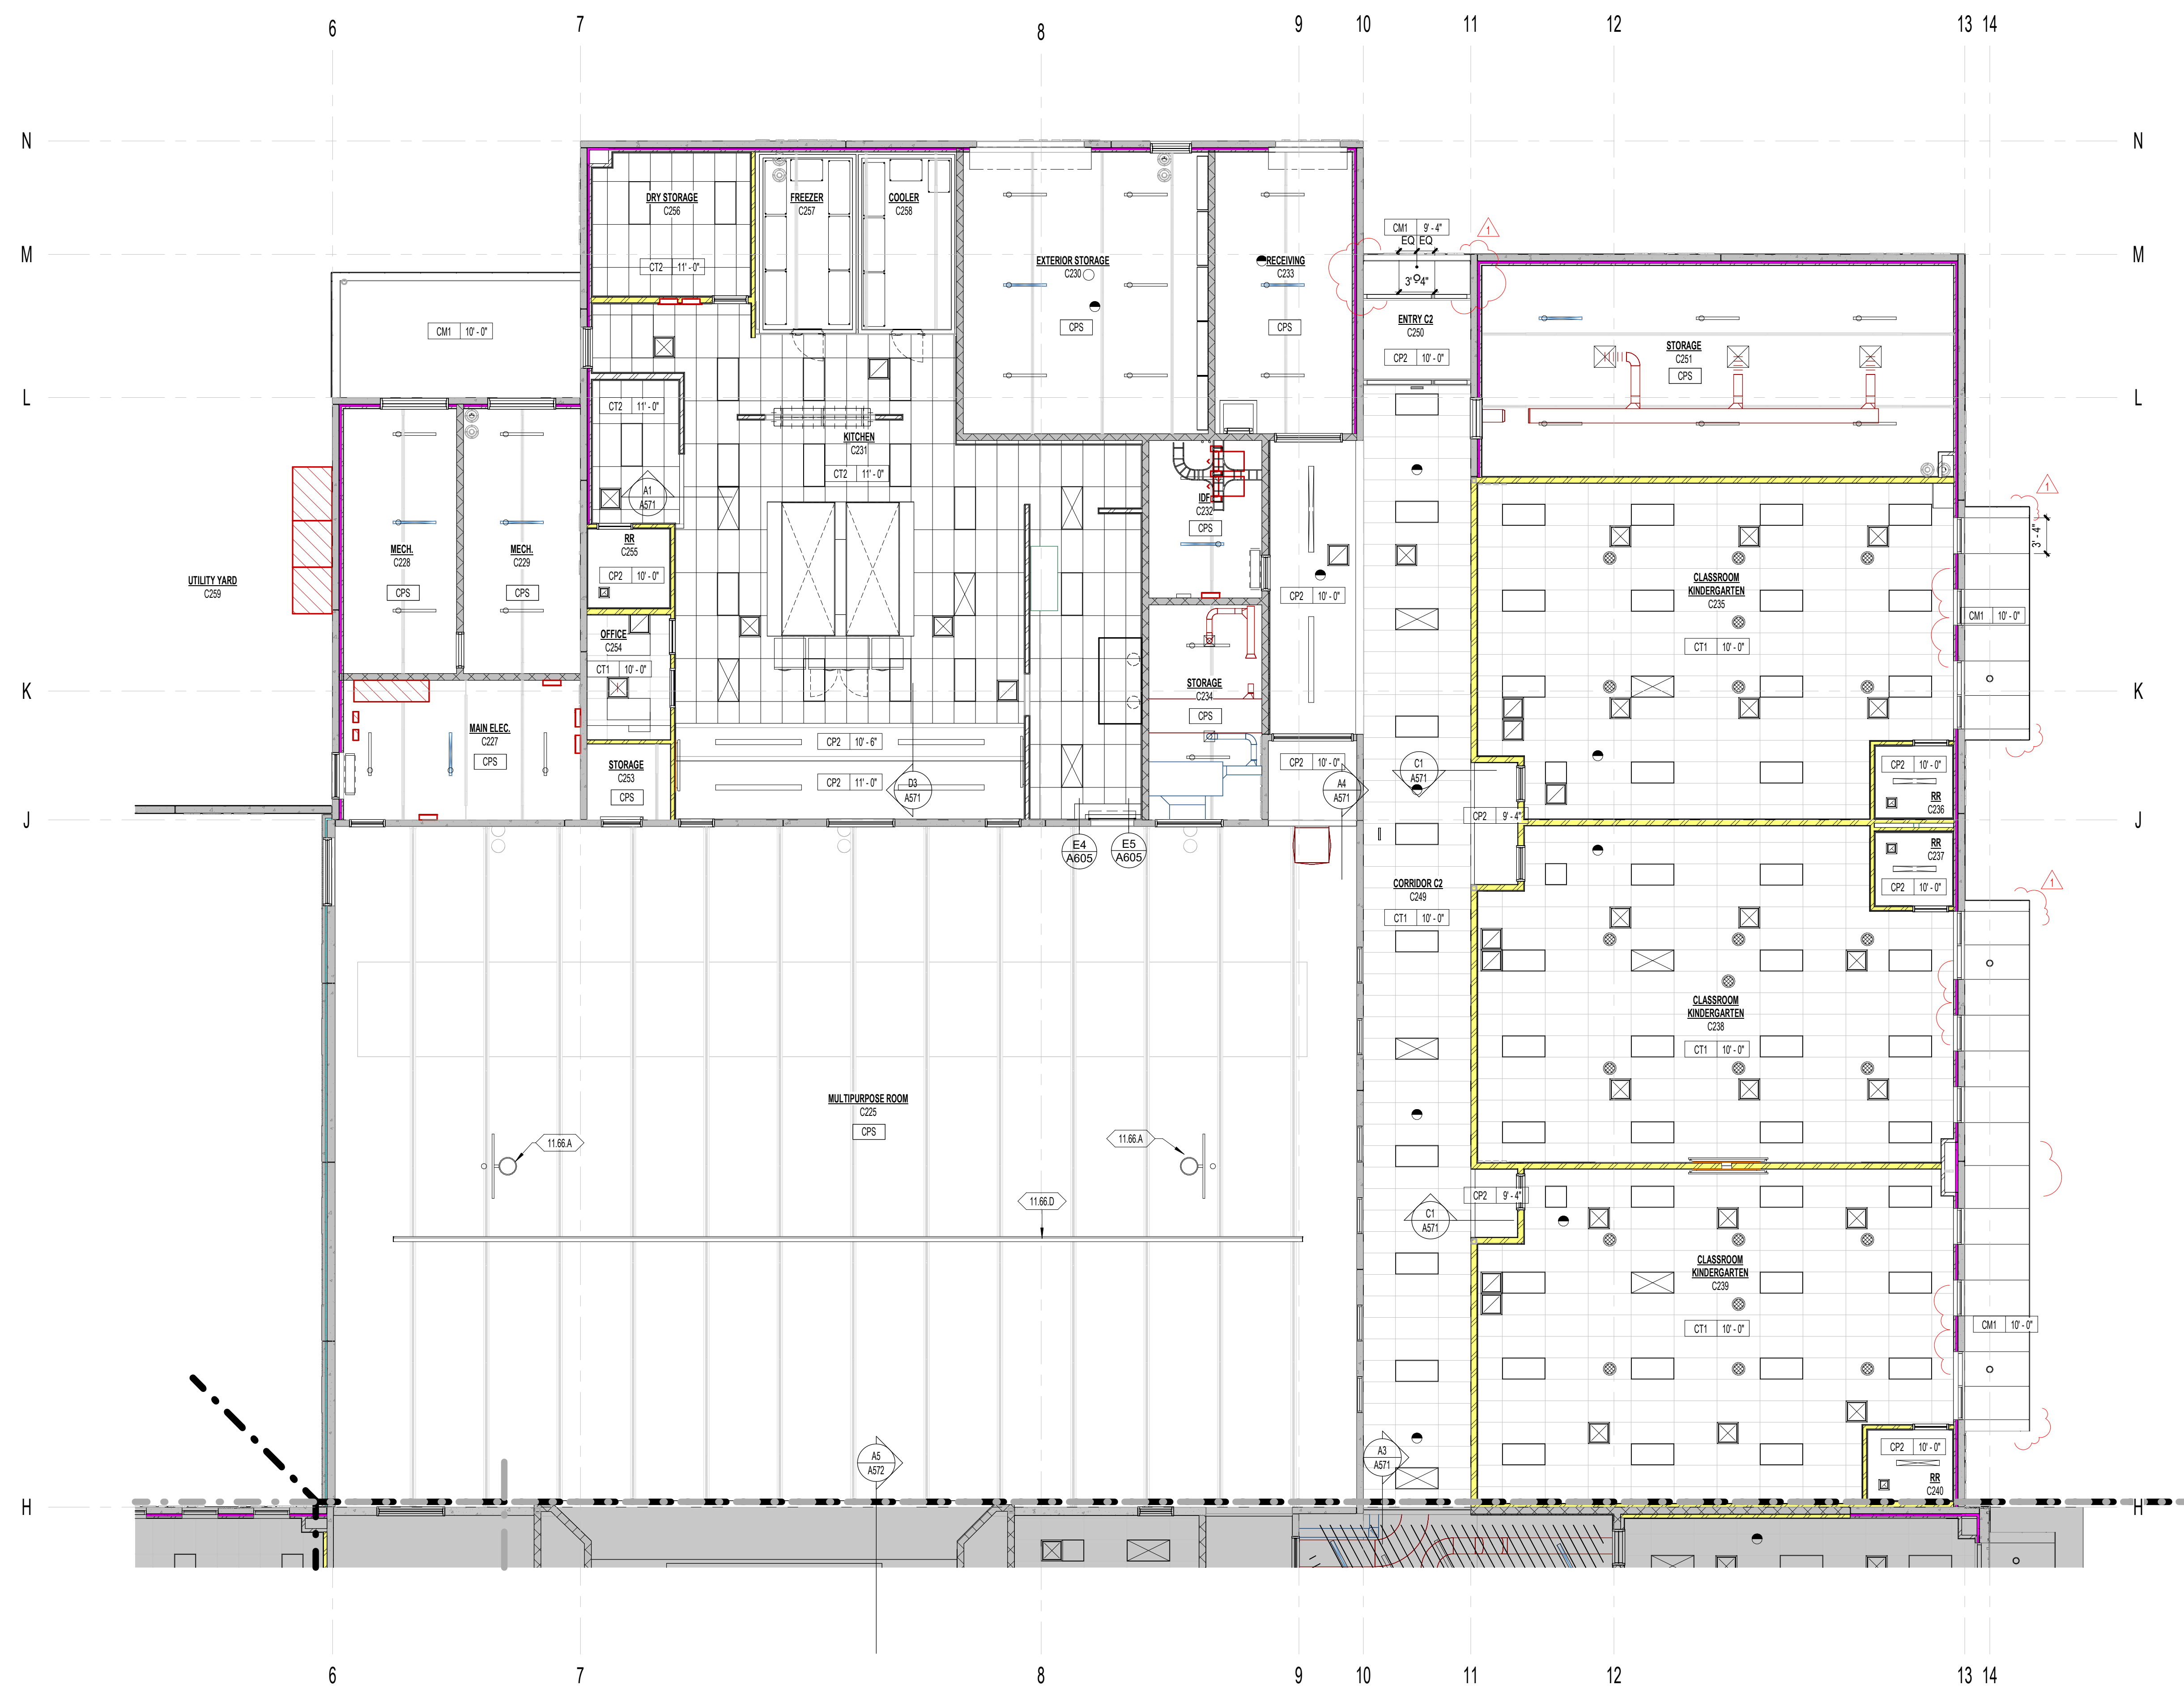 6
7
8
9
10
11
12
13
14
N
N
M
M
L
L
K
K
J
J
H
H
DRY STORAGE
C256
CT2 11' - 0"
FREEZER
C257
COOLER
C258
EXTERIOR STORAGE
C230
CPS
RECEIVING
C233
CPS
CM1 9' - 4"
EQ EQ
3' - 4"
1
ENTRY C2
C250
CP2 10' - 0"
STORAGE
C251
CPS
CM1 10' - 0"
CT2 11' - 0"
KITCHEN
C231
CT2 11' - 0"
A1
A571
IDF
C232
CPS
RR
C255
CP2 10' - 0"
MECH.
C228
CPS
MECH.
C229
CPS
UTILITY YARD
C259
OFFICE
C254
CT1 10' - 0"
CP2 10' - 0"
CLASSROOM
KINDERGARTEN
C235
CT1 10' - 0"
1
3' - 4"
CM1 10' - 0"
STORAGE
C234
CPS
MAIN ELEC.
C227
CPS
STORAGE
C253
CPS
CP2 10' - 6"
CP2 11' - 0"
D3
A571
CP2 10' - 0"
A4
A571
C1
A571
CP2 10' - 0"
RR
C236
CP2 9' - 4"
E4
A605
E5
A605
RR
C237
CP2 10' - 0"
1
CORRIDOR C2
C249
CT1 10' - 0"
CLASSROOM
KINDERGARTEN
C238
CT1 10' - 0"
MULTIPURPOSE ROOM
C225
CPS
11.66.A
11.66.A
11.66.D
CP2 9' - 4"
C1
A571
CLASSROOM
KINDERGARTEN
C239
CT1 10' - 0"
CM1 10' - 0"
A5
A572
A3
A571
CP2 10' - 0"
RR
C240
6
7
8
9
10
11
12
13
14